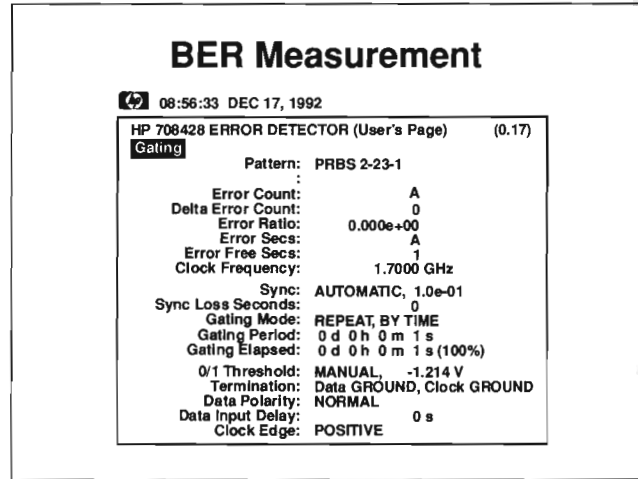 BER Measurement
hp 08:56:33 DEC 17, 1992
HP 708428 ERROR DETECTOR (User's Page) (0.17)
Gating
Pattern: PRBS 2-23-1
:
Error Count: A
Delta Error Count: 0
Error Ratio: 0.000e+00
Error Secs: A
Error Free Secs: 1
Clock Frequency: 1.7000 GHz
Sync: AUTOMATIC, 1.0e-01
Sync Loss Seconds: 0
Gating Mode: REPEAT, BY TIME
Gating Period: 0 d 0 h 0 m 1 s
Gating Elapsed: 0 d 0 h 0 m 1 s (100%)
0/1 Threshold: MANUAL, -1.214 V
Termination: Data GROUND, Clock GROUND
Data Polarity: NORMAL
Data Input Delay: 0 s
Clock Edge: POSITIVE